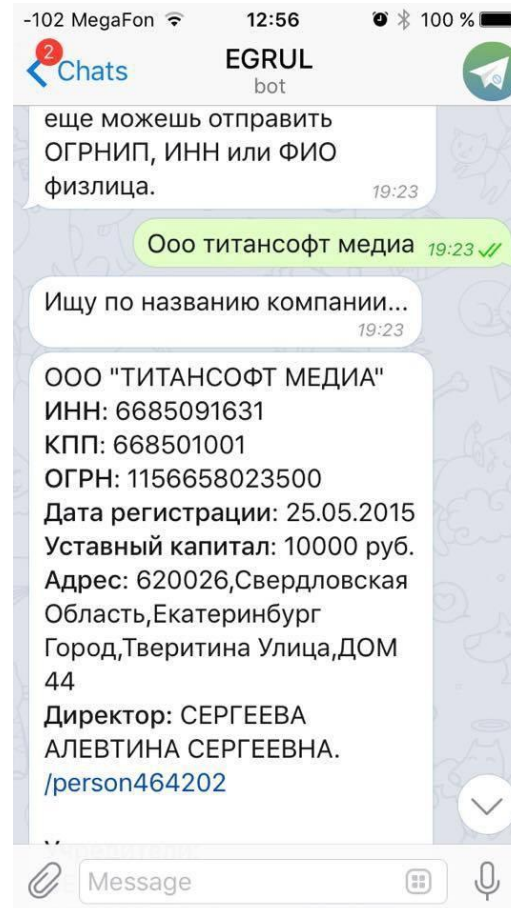 -102 MegaFon 12:56 100 %
2
Chats
EGRUL
bot
еще можешь отправить
ОГРНИП, ИНН или ФИО
физлица.
19:23
Ооо титансофт медиа 19:23
Ищу по названию компании...
19:23
ООО "ТИТАНСОФТ МЕДИА"
ИНН: 6685091631
КПП: 668501001
ОГРН: 1156658023500
Дата регистрации: 25.05.2015
Уставный капитал: 10000 руб.
Адрес: 620026,Свердловская
Область,Екатеринбург
Город,Тверитина Улица,ДОМ
44
Директор: СЕРГЕЕВА
АЛЕВТИНА СЕРГЕЕВНА.
/person464202
Message